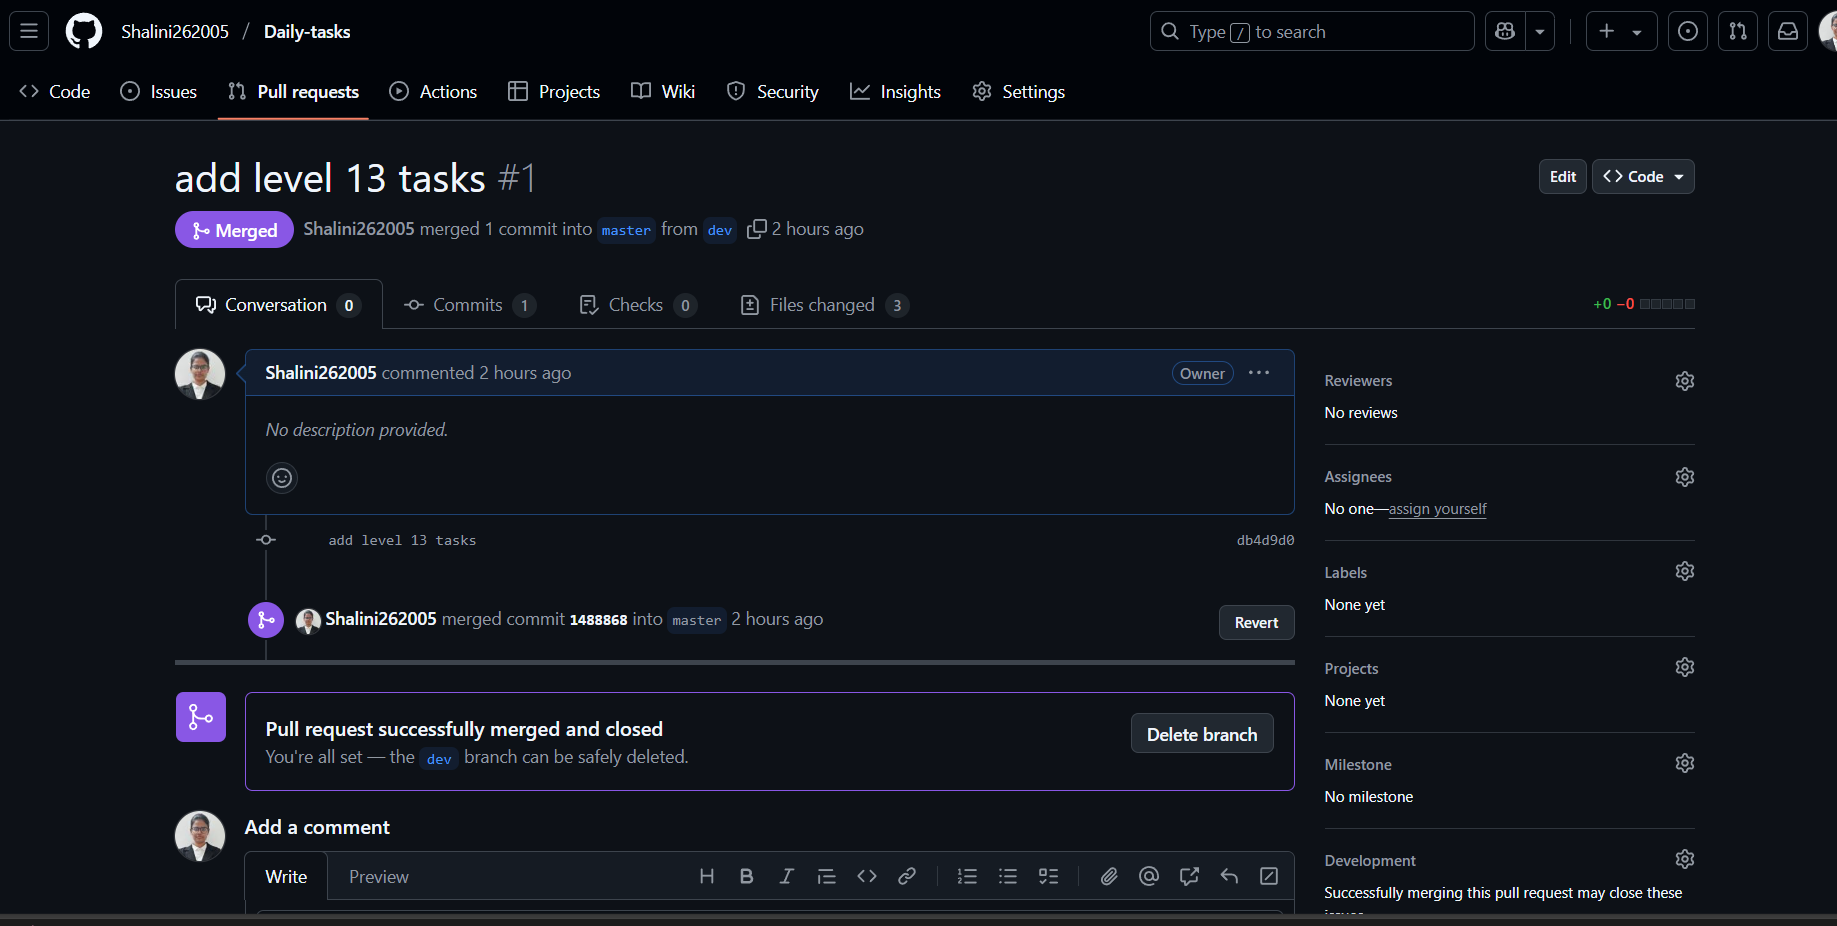 Shalini262005 / Daily-tasks
Type / to search
Code
Issues
Pull requests
Actions
Projects
Wiki
Security
Insights
Settings
add level 13 tasks #1
Edit
Code
Merged
Shalini262005 merged 1 commit into master from dev 2 hours ago
Conversation 0
Commits 1
Checks 0
Files changed 3
+0 −0
Shalini262005 commented 2 hours ago
Owner
No description provided.
add level 13 tasks
db4d9d0
Shalini262005 merged commit 1488868 into master 2 hours ago
Revert
Pull request successfully merged and closed
You're all set — the dev branch can be safely deleted.
Delete branch
Add a comment
Write
Preview
Reviewers
No reviews
Assignees
No one—assign yourself
Labels
None yet
Projects
None yet
Milestone
No milestone
Development
Successfully merging this pull request may close these